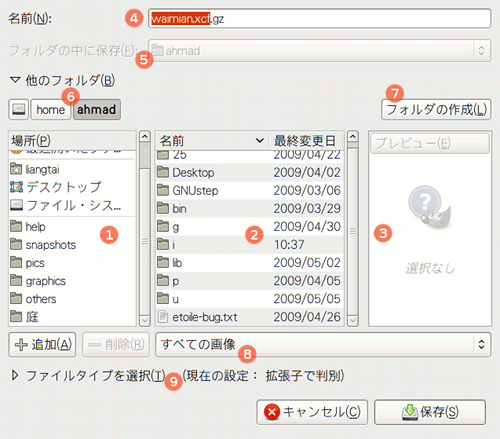 名前(N): 4 waimian.xcf.gz
フォルダの中に保存(F): 5 ahmad
▽ 他のフォルダ(B)
6 7
home ahmad フォルダの作成(L)
場所(P) 名前 最終変更日 プレビュー(E)
25 2009/04/22
liangtai Desktop 2009/04/02
デスクトップ GNUstep 2009/03/06
ファイル・シス... bin 2009/03/29
help g 2009/04/30
snapshots 1 i 10:37 2 3
pics lib 2009/05/02 選択なし
graphics p 2009/04/05
others u 2009/05/05
庭 etoile-bug.txt 2009/04/26
追加(A) 削除(R) すべての画像 8
▷ ファイルタイプを選択(T) 9 (現在の設定： 拡張子で判別)
キャンセル(C) 保存(S)